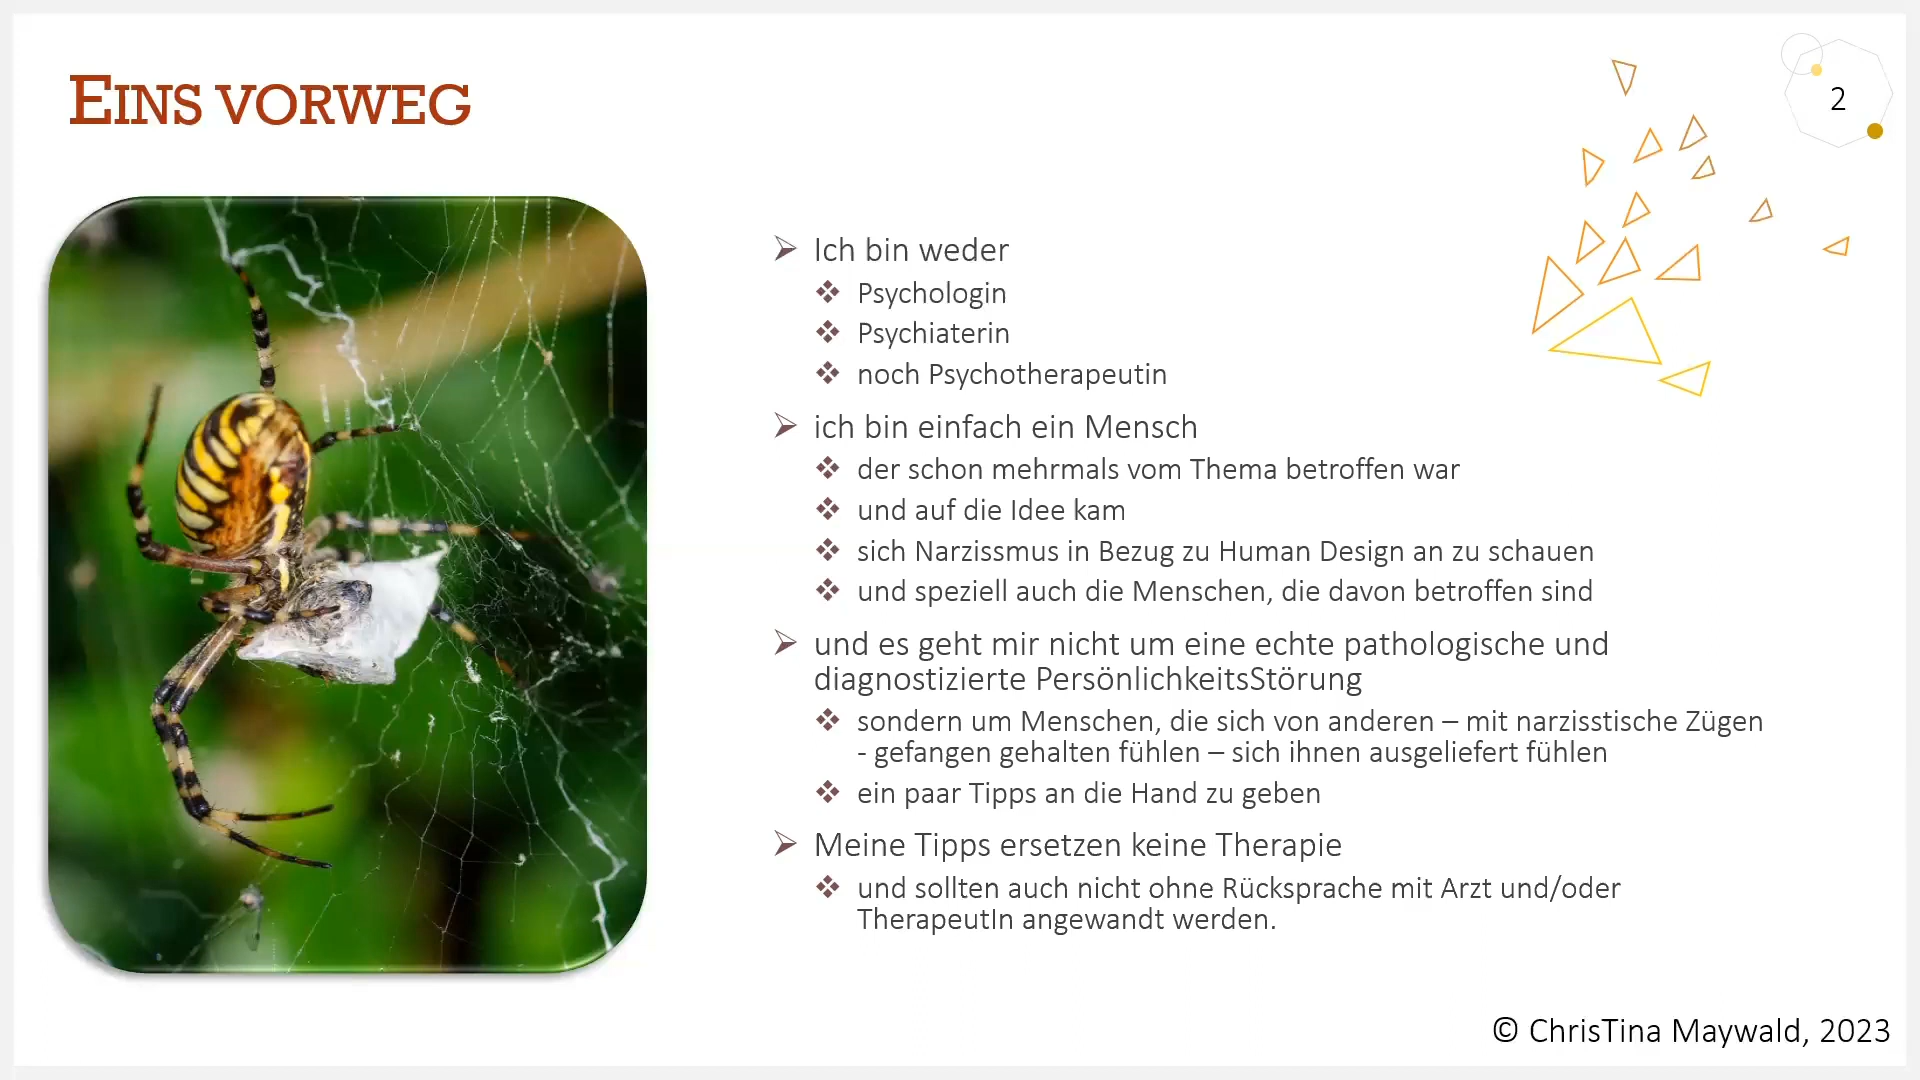 EINS VORWEG
2
Ich bin weder
Psychologin
Psychiaterin
noch Psychotherapeutin
ich bin einfach ein Mensch
der schon mehrmals vom Thema betroffen war
und auf die Idee kam
sich Narzissmus in Bezug zu Human Design an zu schauen
und speziell auch die Menschen, die davon betroffen sind
und es geht mir nicht um eine echte pathologische und
diagnostizierte PersönlichkeitsStörung
sondern um Menschen, die sich von anderen – mit narzisstische Zügen
- gefangen gehalten fühlen – sich ihnen ausgeliefert fühlen
ein paar Tipps an die Hand zu geben
Meine Tipps ersetzen keine Therapie
und sollten auch nicht ohne Rücksprache mit Arzt und/oder
TherapeutIn angewandt werden.
© ChrisTina Maywald, 2023